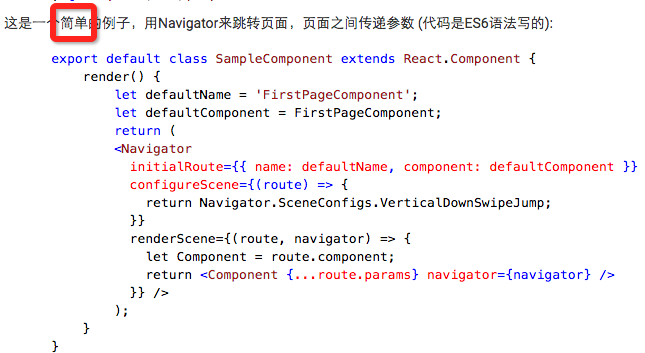 这是一个简单的例子，用Navigator来跳转页面，页面之间传递参数 (代码是ES6语法写的):
export default class SampleComponent extends React.Component {
    render() {
        let defaultName = 'FirstPageComponent';
        let defaultComponent = FirstPageComponent;
        return (
        <Navigator
          initialRoute={{ name: defaultName, component: defaultComponent }}
          configureScene={(route) => {
            return Navigator.SceneConfigs.VerticalDownSwipeJump;
          }}
          renderScene={(route, navigator) => {
            let Component = route.component;
            return <Component {...route.params} navigator={navigator} />
          }} />
        );
    }
}